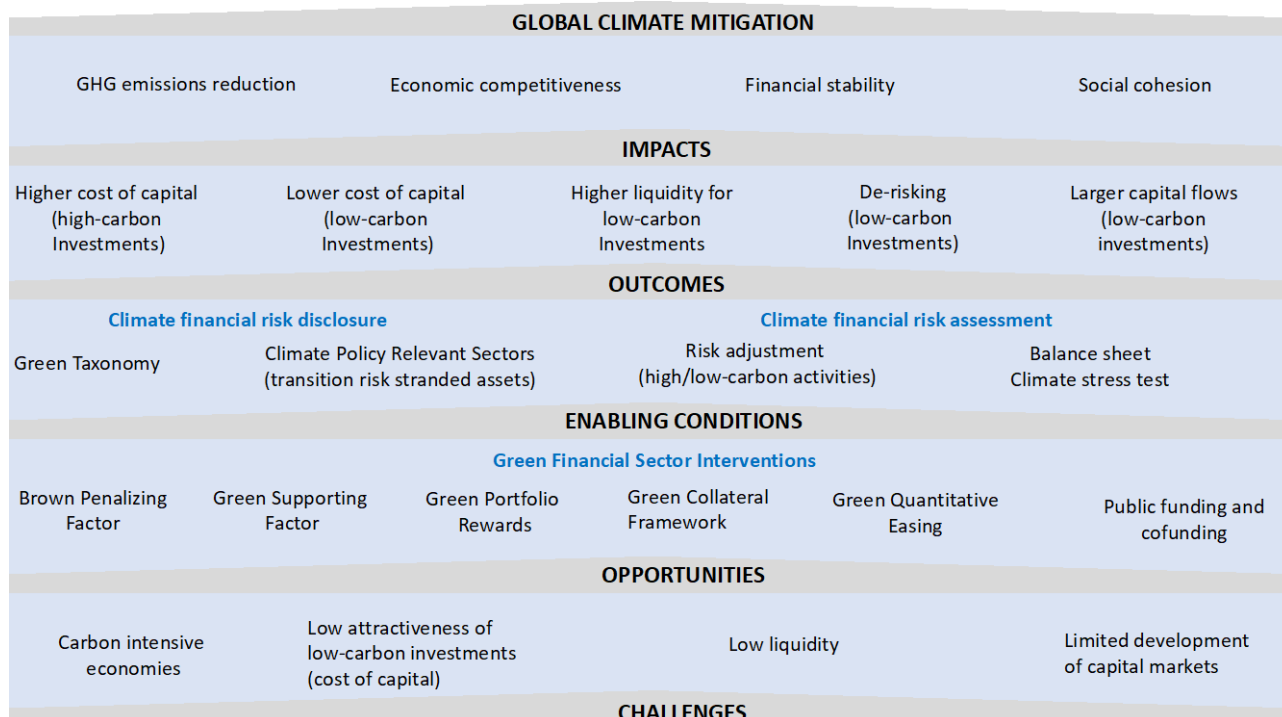 GLOBAL CLIMATE MITIGATION
GHG emissions reduction
Economic competitiveness
Financial stability
Social cohesion
IMPACTS
Higher cost of capital
(high-carbon
Investments)
Lower cost of capital
(low-carbon
Investments)
Higher liquidity for
low-carbon
Investments
De-risking
(low-carbon
Investments)
Larger capital flows
(low-carbon
investments)
OUTCOMES
Climate financial risk disclosure
Climate financial risk assessment
Green Taxonomy
Climate Policy Relevant Sectors
(transition risk stranded assets)
Risk adjustment
(high/low-carbon activities)
Balance sheet
Climate stress test
ENABLING CONDITIONS
Green Financial Sector Interventions
Brown Penalizing
Factor
Green Supporting
Factor
Green Portfolio
Rewards
Green Collateral
Framework
Green Quantitative
Easing
Public funding and
cofunding
OPPORTUNITIES
Carbon intensive
economies
Low attractiveness of
low-carbon investments
(cost of capital)
Low liquidity
Limited development
of capital markets
CHALLENGES